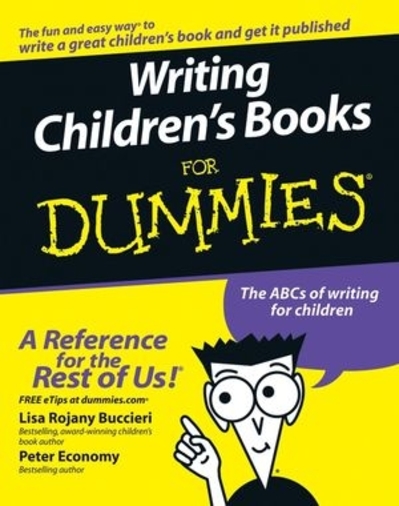 The fun and easy way® to
write a great children's book and get it published
Writing
Children's Books
FOR
DUMMIES®
The ABCs of writing
for children
A Reference
for the
Rest of Us!®
FREE eTips at dummies.com®
Lisa Rojany Buccieri
Bestselling, award-winning children's
book author
Peter Economy
Bestselling author